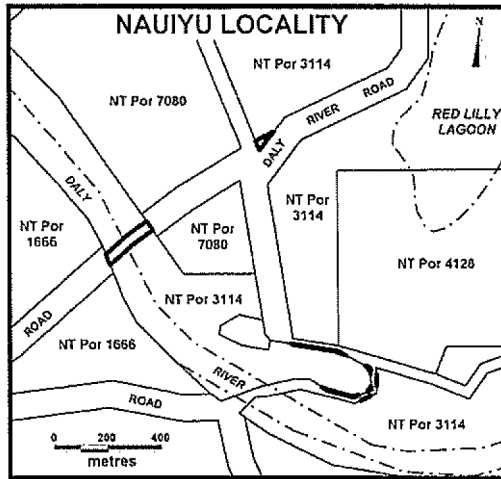 NAUIYU LOCALITY
NT Por 3114
N
NT Por 7080
DALY RIVER ROAD
RED LILLY
LAGOON
DALY
NT Por
1666
NT Por
3114
NT Por
7080
NT Por 4128
NT Por 3114
ROAD
NT Por 1666
RIVER
ROAD
NT Por 3114
0 200 400
metres